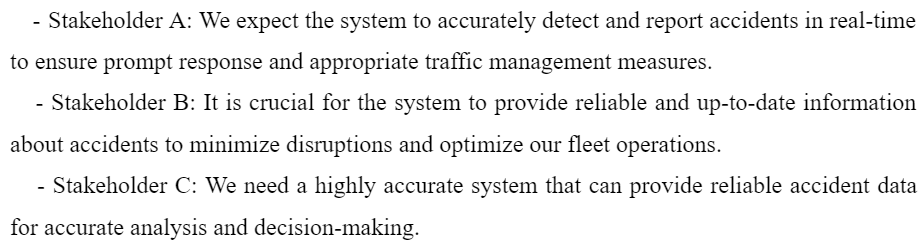 - Stakeholder A: We expect the system to accurately detect and report accidents in real-time
to ensure prompt response and appropriate traffic management measures.
- Stakeholder B: It is crucial for the system to provide reliable and up-to-date information
about accidents to minimize disruptions and optimize our fleet operations.
- Stakeholder C: We need a highly accurate system that can provide reliable accident data
for accurate analysis and decision-making.